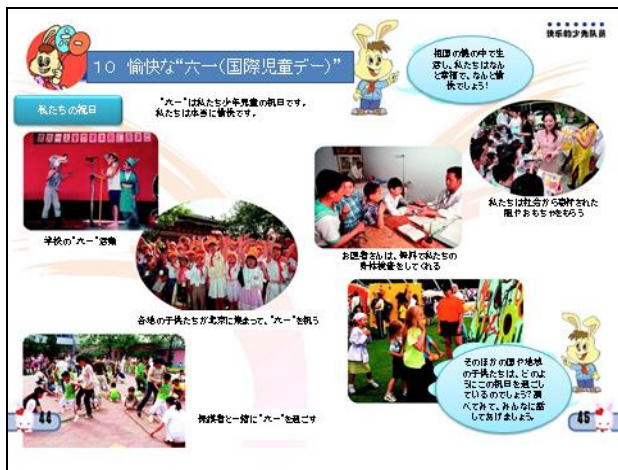 快乐的少先队员
10 愉快な“六一(国際児童デー)”
祖国の懐の中で生
活し、私たちはなん
と幸福で、なんと愉
快でしょう!
私たちの祝日
“六一”は私たち少年児童の祝日です。
私たちは本当に愉快です。
学校の“六一”活動
各地の子供たちが北京に集まって、“六一”を祝う
保護者と一緒に“六一”を過ごす
お医者さんは、無料で私たちの
身体検査をしてくれる
私たちは社会から寄付された
服やおもちゃをもらう
そのほかの国や地域
の子供たちは、どのよ
うにこの祝日を過ごし
ているのでしょう?調
べてみて、みんなに話
してあげましょう。
44
45